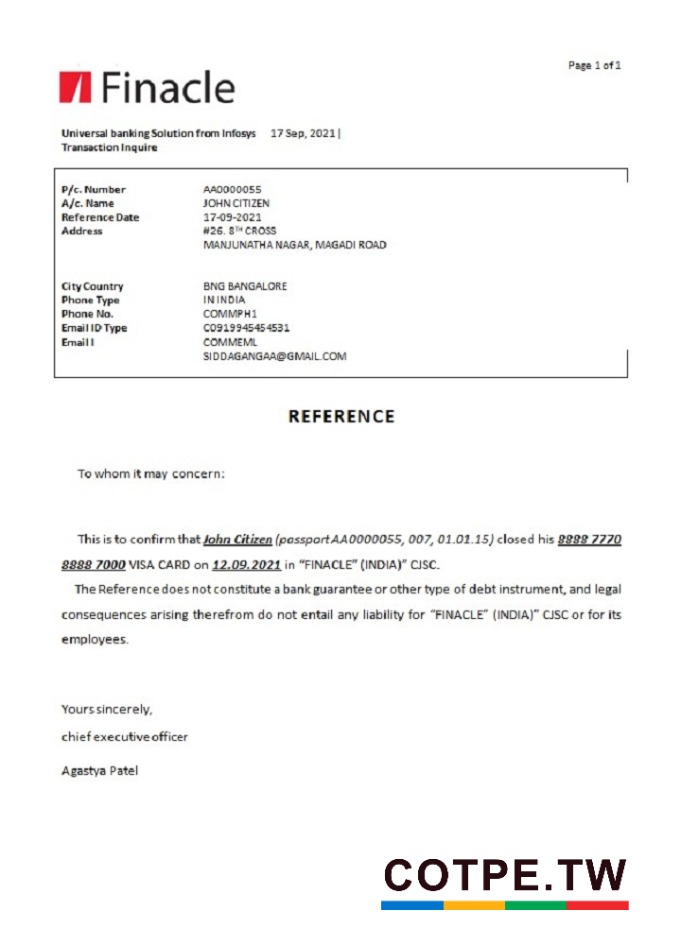 Page 1 of 1
Finacle
Universal banking Solution from Infosys 17 Sep, 2021|
Transaction Inquire
P/c. Number AA0000055
A/c. Name JOHN CITIZEN
Reference Date 17-09-2021
Address #26. 8TH CROSS
MANJUNATHA NAGAR, MAGADI ROAD
City Country BNG BANGALORE
Phone Type IN INDIA
Phone No. COMMPH1
Email ID Type C0919945454531
Email I COMMEML
SIDDAGANGAA@GMAIL.COM
REFERENCE
To whom it may concern:
This is to confirm that John Citizen (passport AA0000055, 007, 01.01.15) closed his 8888 7770
8888 7000 VISA CARD on 12.09.2021 in “FINACLE” (INDIA)” CJSC.
The Reference does not constitute a bank guarantee or other type of debt instrument, and legal
consequences arising therefrom do not entail any liability for “FINACLE” (INDIA)” CJSC or for its
employees.
Yours sincerely,
chief executive officer
Agastya Patel
COTPE.TW